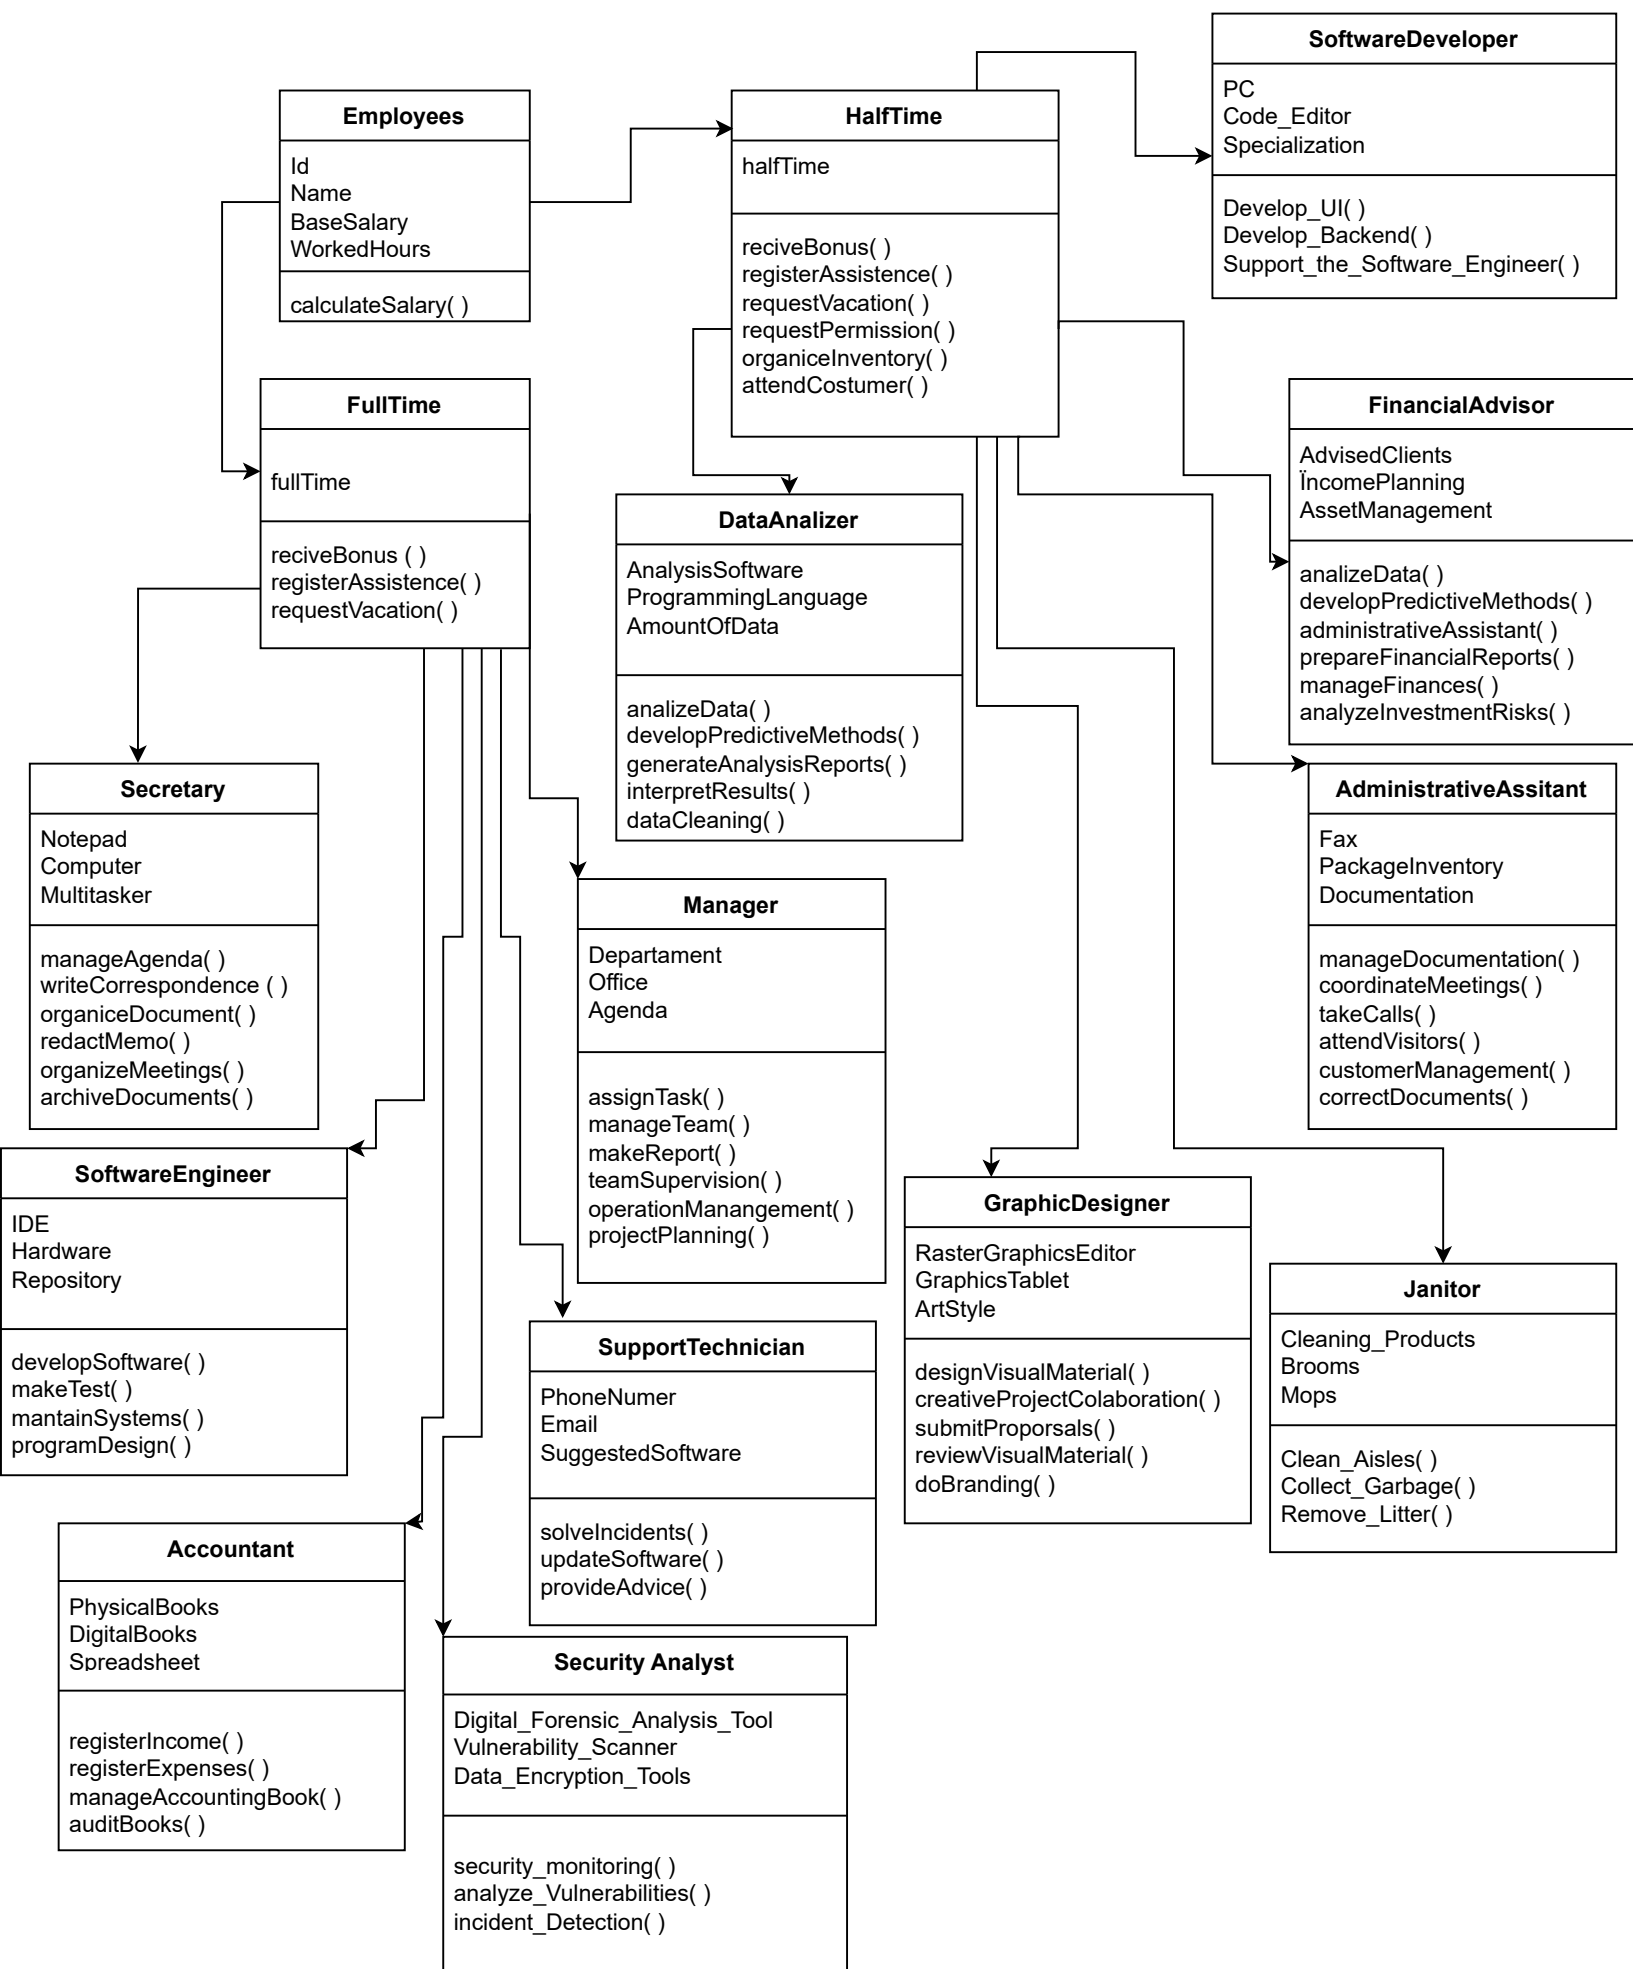 SoftwareDeveloper
PC
Code_Editor
Specialization
Develop_UI( )
Develop_Backend( )
Support_the_Software_Engineer( )
Employees
Id
Name
BaseSalary
WorkedHours
calculateSalary( )
HalfTime
halfTime
reciveBonus( )
registerAssistence( )
requestVacation( )
requestPermission( )
organiceInventory( )
attendCostumer( )
FullTime
fullTime
reciveBonus ( )
registerAssistence( )
requestVacation( )
FinancialAdvisor
AdvisedClients
ÏncomePlanning
AssetManagement
analizeData( )
developPredictiveMethods( )
administrativeAssistant( )
prepareFinancialReports( )
manageFinances( )
analyzeInvestmentRisks( )
DataAnalizer
AnalysisSoftware
ProgrammingLanguage
AmountOfData
analizeData( )
developPredictiveMethods( )
generateAnalysisReports( )
interpretResults( )
dataCleaning( )
Secretary
Notepad
Computer
Multitasker
manageAgenda( )
writeCorrespondence ( )
organiceDocument( )
redactMemo( )
organizeMeetings( )
archiveDocuments( )
Manager
Departament
Office
Agenda
assignTask( )
manageTeam( )
makeReport( )
teamSupervision( )
operationManangement( )
projectPlanning( )
AdministrativeAssitant
Fax
PackageInventory
Documentation
manageDocumentation( )
coordinateMeetings( )
takeCalls( )
attendVisitors( )
customerManagement( )
correctDocuments( )
SoftwareEngineer
IDE
Hardware
Repository
developSoftware( )
makeTest( )
mantainSystems( )
programDesign( )
GraphicDesigner
RasterGraphicsEditor
GraphicsTablet
ArtStyle
designVisualMaterial( )
creativeProjectColaboration( )
submitProporsals( )
reviewVisualMaterial( )
doBranding( )
Janitor
Cleaning_Products
Brooms
Mops
Clean_Aisles( )
Collect_Garbage( )
Remove_Litter( )
SupportTechnician
PhoneNumer
Email
SuggestedSoftware
solveIncidents( )
updateSoftware( )
provideAdvice( )
Accountant
PhysicalBooks
DigitalBooks
Spreadsheet
registerIncome( )
registerExpenses( )
manageAccountingBook( )
auditBooks( )
Security Analyst
Digital_Forensic_Analysis_Tool
Vulnerability_Scanner
Data_Encryption_Tools
security_monitoring( )
analyze_Vulnerabilities( )
incident_Detection( )